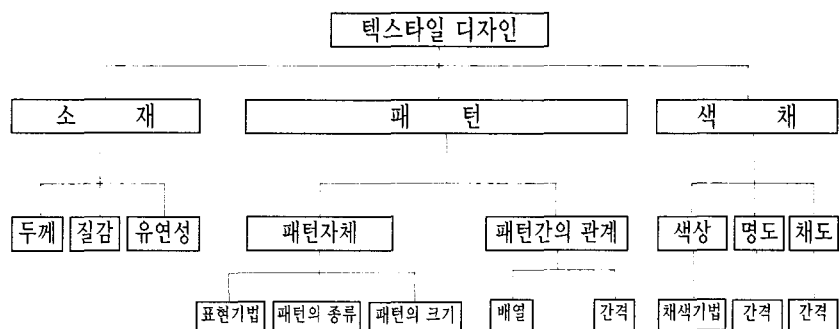 텍스타일 디자인
소 재 패 턴 색 채
두께 질감 유연성 패턴자체 패턴간의 관계 색상 명도 채도
표현기법 패턴의 종류 패턴의 크기 배열 간격 채색기법 간격 간격